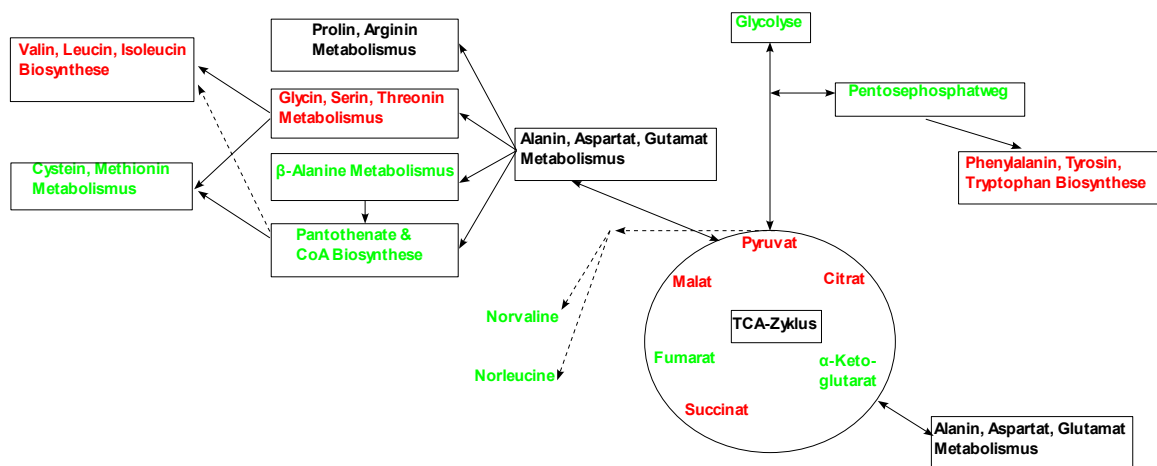 Glycolyse
Prolin, Arginin
Metabolismus
Valin, Leucin, Isoleucin
Biosynthese
Pentosephosphatweg
Glycin, Serin, Threonin
Metabolismus
Alanin, Aspartat, Gutamat
Metabolismus
Phenylalanin, Tyrosin,
Tryptophan Biosynthese
Cystein, Methionin
Metabolismus
β-Alanine Metabolismus
Pantothenate &
CoA Biosynthese
Pyruvat
Malat
Citrat
Norvaline
TCA-Zyklus
Fumarat
α-Keto-
glutarat
Norleucine
Succinat
Alanin, Aspartat, Glutamat
Metabolismus